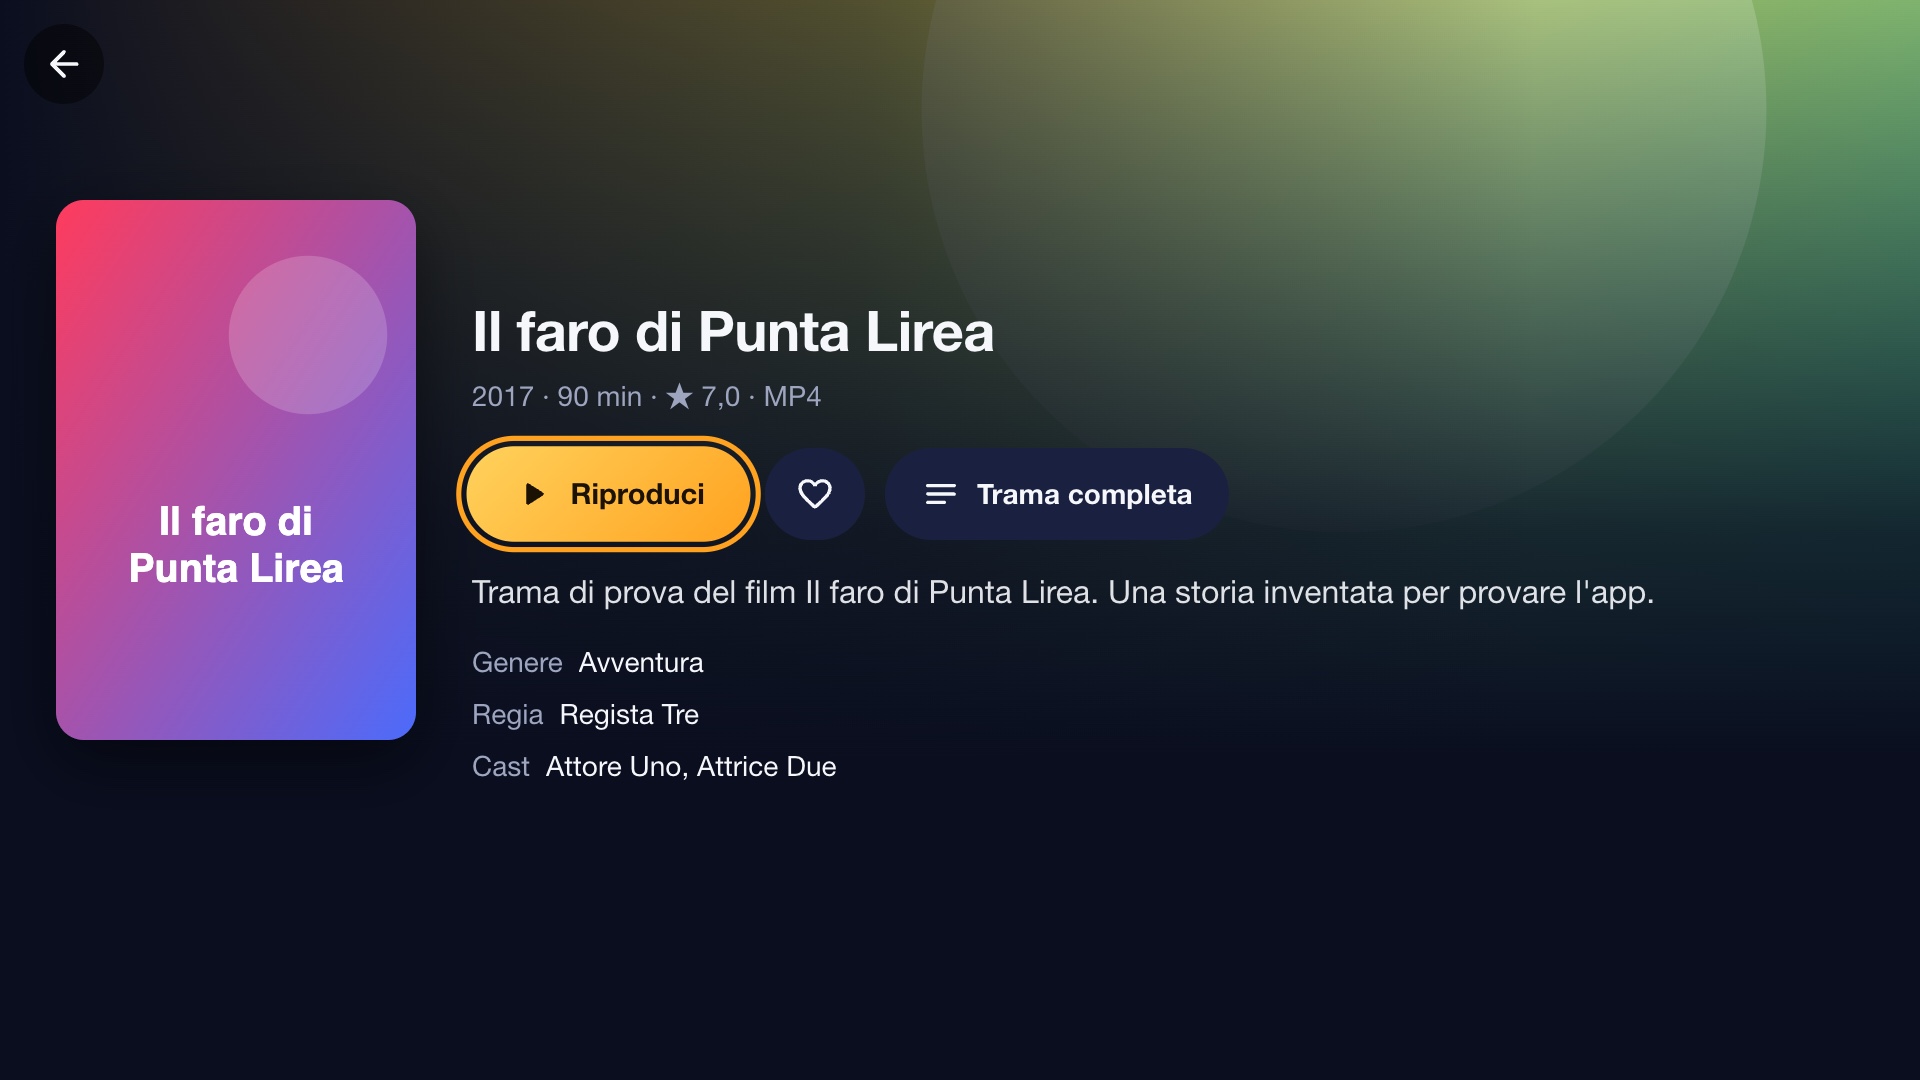 Il faro di
Punta Lirea
Il faro di Punta Lirea
2017 · 90 min · ★ 7,0 · MP4
Riproduci
Trama completa
Trama di prova del film Il faro di Punta Lirea. Una storia inventata per provare l'app.
Genere Avventura
Regia Regista Tre
Cast Attore Uno, Attrice Due